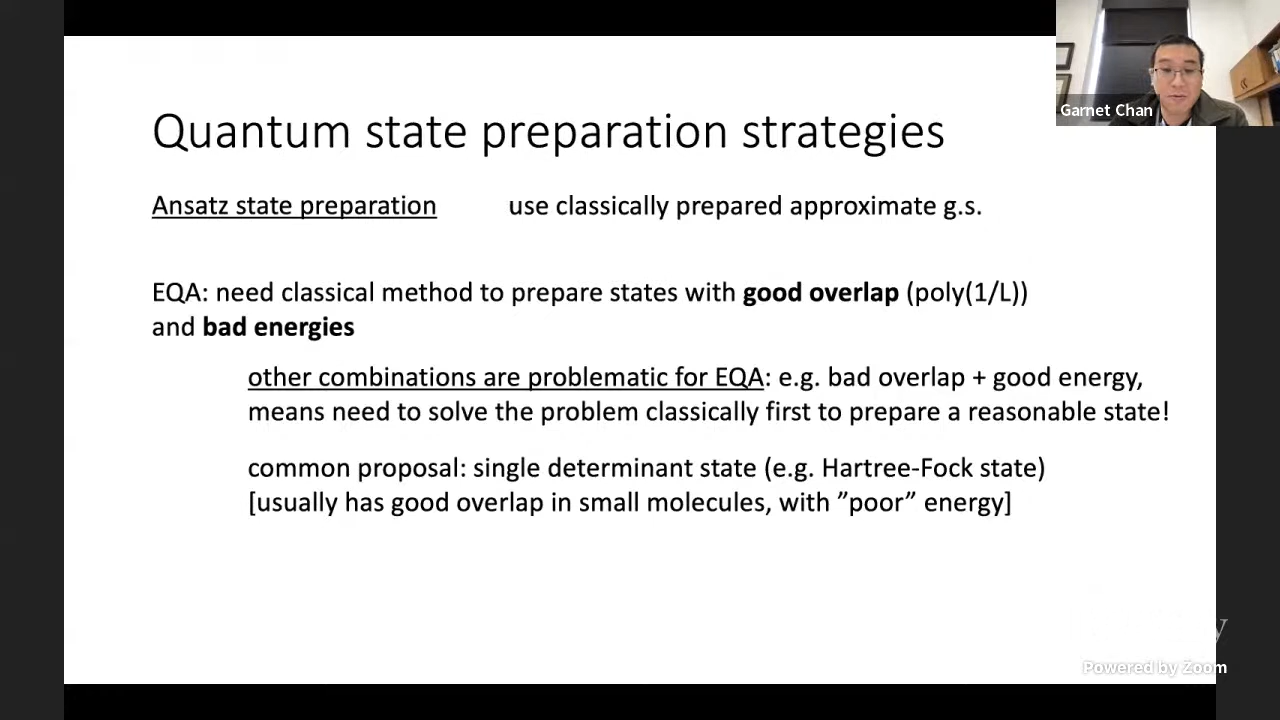 Garnet Chan
Quantum state preparation strategies
Ansatz state preparation use classically prepared approximate g.s.
EQA: need classical method to prepare states with good overlap (poly(1/L))
and bad energies
other combinations are problematic for EQA: e.g. bad overlap + good energy,
means need to solve the problem classically first to prepare a reasonable state!
common proposal: single determinant state (e.g. Hartree-Fock state)
[usually has good overlap in small molecules, with ”poor” energy]
Powered by Zoom